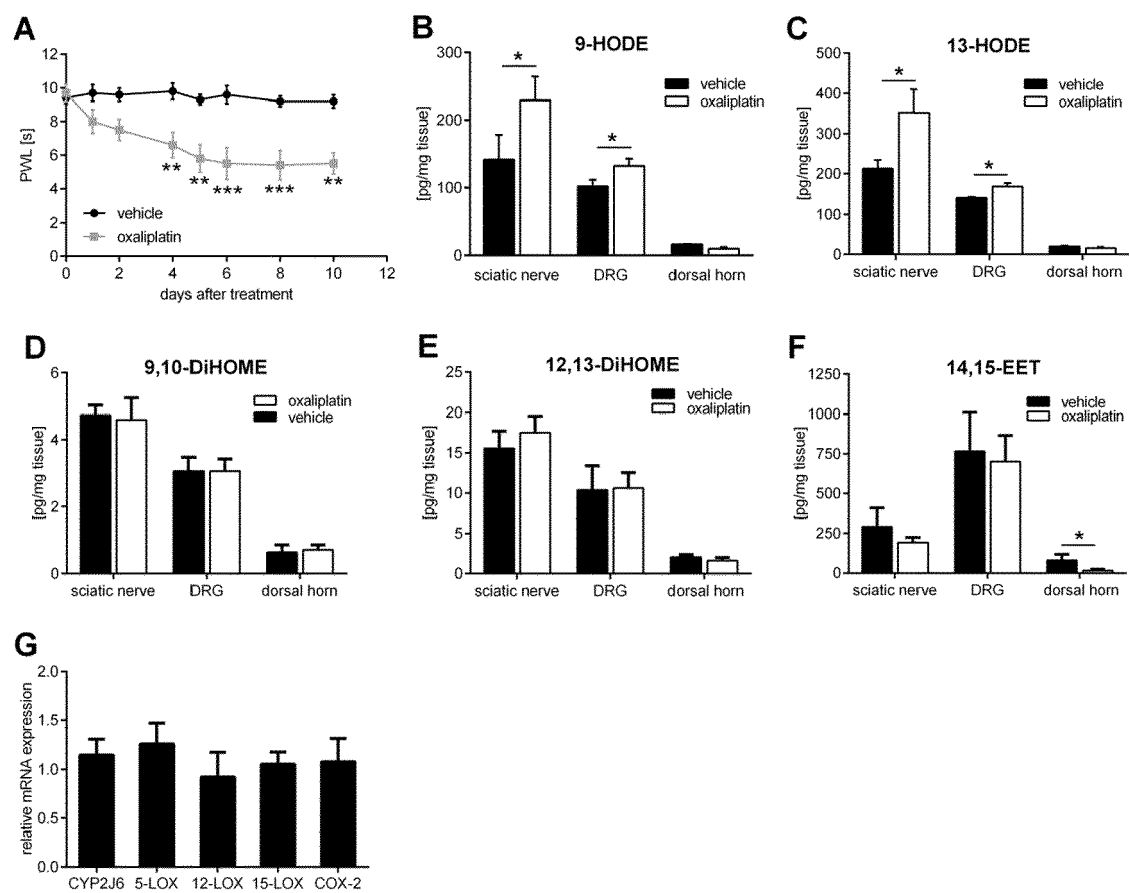 A
PWL [s]
12
10
8
6
4
2
0
** ** *** *** **
vehicle
oxaliplatin
0 2 4 6 8 10 12
days after treatment
B
9-HODE
[pg/mg tissue]
300
200
100
0
*
*
vehicle
oxaliplatin
sciatic nerve DRG dorsal horn
C
13-HODE
[pg/mg tissue]
500
400
300
200
100
0
*
*
vehicle
oxaliplatin
sciatic nerve DRG dorsal horn
D
9,10-DiHOME
[pg/mg tissue]
6
4
2
0
oxaliplatin
vehicle
sciatic nerve DRG dorsal horn
E
12,13-DiHOME
[pg/mg tissue]
25
20
15
10
5
0
vehicle
oxaliplatin
sciatic nerve DRG dorsal horn
F
14,15-EET
[pg/mg tissue]
1250
1000
750
500
250
0
*
vehicle
oxaliplatin
sciatic nerve DRG dorsal horn
G
relative mRNA expression
2.0
1.5
1.0
0.5
0.0
CYP2J6 5-LOX 12-LOX 15-LOX COX-2